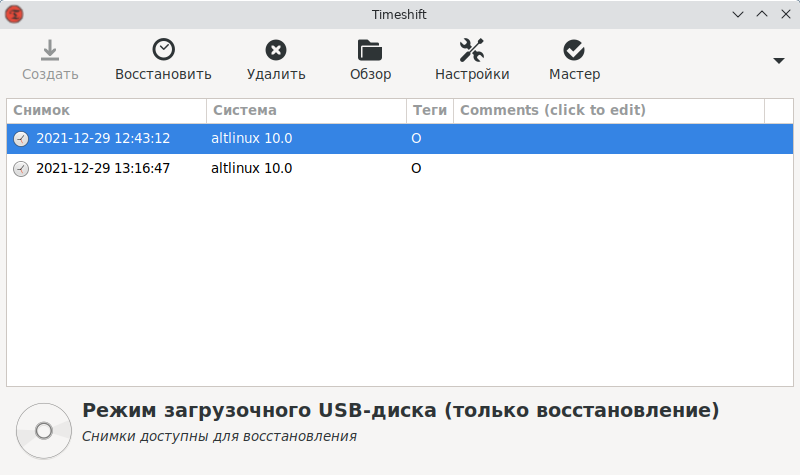 Timeshift
Создать Восстановить Удалить Обзор Настройки Мастер
Снимок Система Теги Comments (click to edit)
2021-12-29 12:43:12 altlinux 10.0 O
2021-12-29 13:16:47 altlinux 10.0 O
Режим загрузочного USB-диска (только восстановление)
Снимки доступны для восстановления